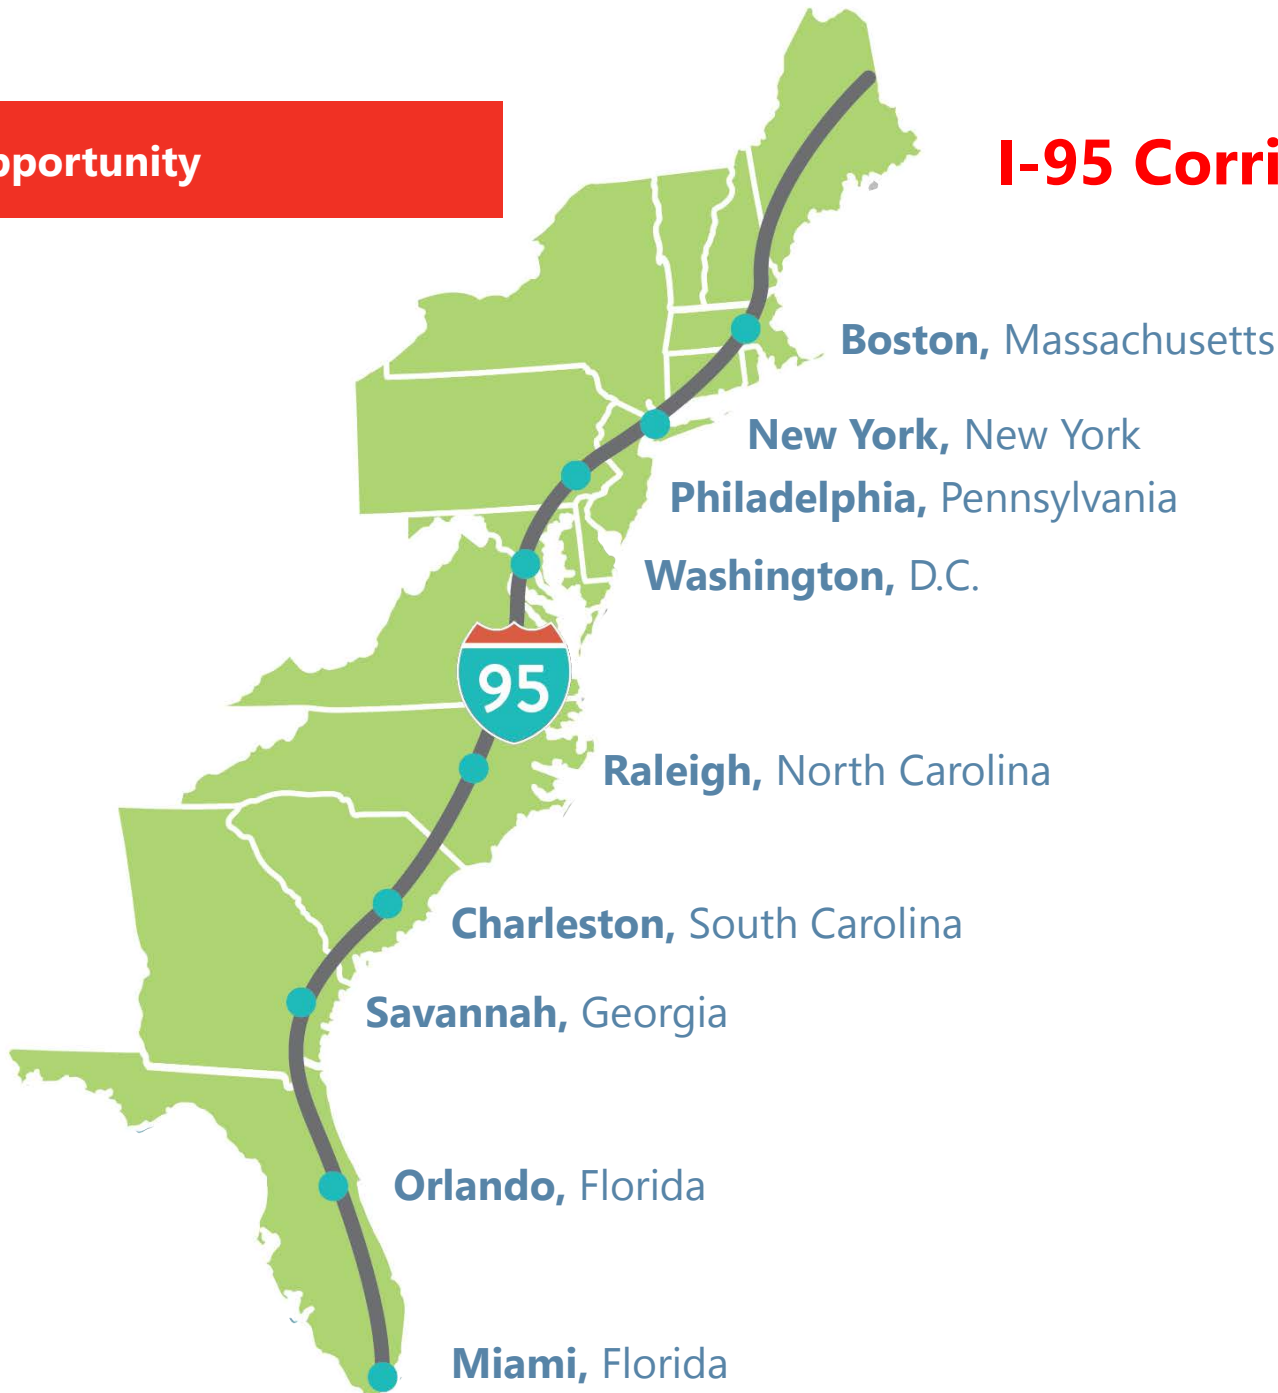 pportunity
I-95 Corri
Boston, Massachusetts
New York, New York
Philadelphia, Pennsylvania
Washington, D.C.
95
Raleigh, North Carolina
Charleston, South Carolina
Savannah, Georgia
Orlando, Florida
Miami, Florida